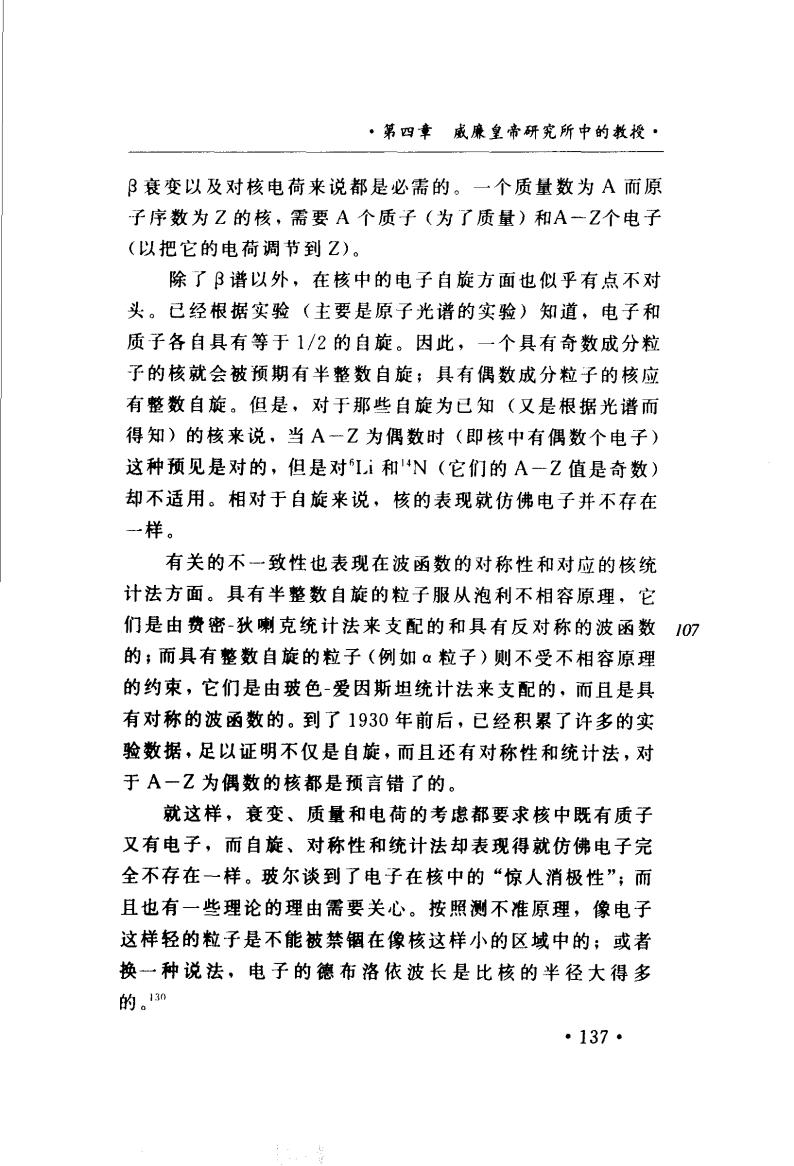 ·第四章 威廉皇帝研究所中的教授·
β衰变以及对核电荷来说都是必需的。一个质量数为 A 而原
子序数为 Z 的核，需要 A 个质子（为了质量）和A－Z个电子
（以把它的电荷调节到 Z）。
除了β谱以外，在核中的电子自旋方面也似乎有点不对
头。已经根据实验（主要是原子光谱的实验）知道，电子和
质子各自具有等于 1/2 的自旋。因此，一个具有奇数成分粒
子的核就会被预期有半整数自旋；具有偶数成分粒子的核应
有整数自旋。但是，对于那些自旋为已知（又是根据光谱而
得知）的核来说，当 A－Z 为偶数时（即核中有偶数个电子）
这种预见是对的，但是对⁶Li 和¹⁴N（它们的 A－Z 值是奇数）
却不适用。相对于自旋来说，核的表现就仿佛电子并不存在
一样。
有关的不一致性也表现在波函数的对称性和对应的核统
计法方面。具有半整数自旋的粒子服从泡利不相容原理，它
们是由费密-狄喇克统计法来支配的和具有反对称的波函数 107
的；而具有整数自旋的粒子（例如 α 粒子）则不受不相容原理
的约束，它们是由玻色-爱因斯坦统计法来支配的，而且是具
有对称的波函数的。到了 1930 年前后，已经积累了许多的实
验数据，足以证明不仅是自旋，而且还有对称性和统计法，对
于 A－Z 为偶数的核都是预言错了的。
就这样，衰变、质量和电荷的考虑都要求核中既有质子
又有电子，而自旋、对称性和统计法却表现得就仿佛电子完
全不存在一样。玻尔谈到了电子在核中的“惊人消极性”；而
且也有一些理论的理由需要关心。按照测不准原理，像电子
这样轻的粒子是不能被禁锢在像核这样小的区域中的；或者
换一种说法，电子的德布洛依波长是比核的半径大得多
的。¹³⁰
·137·